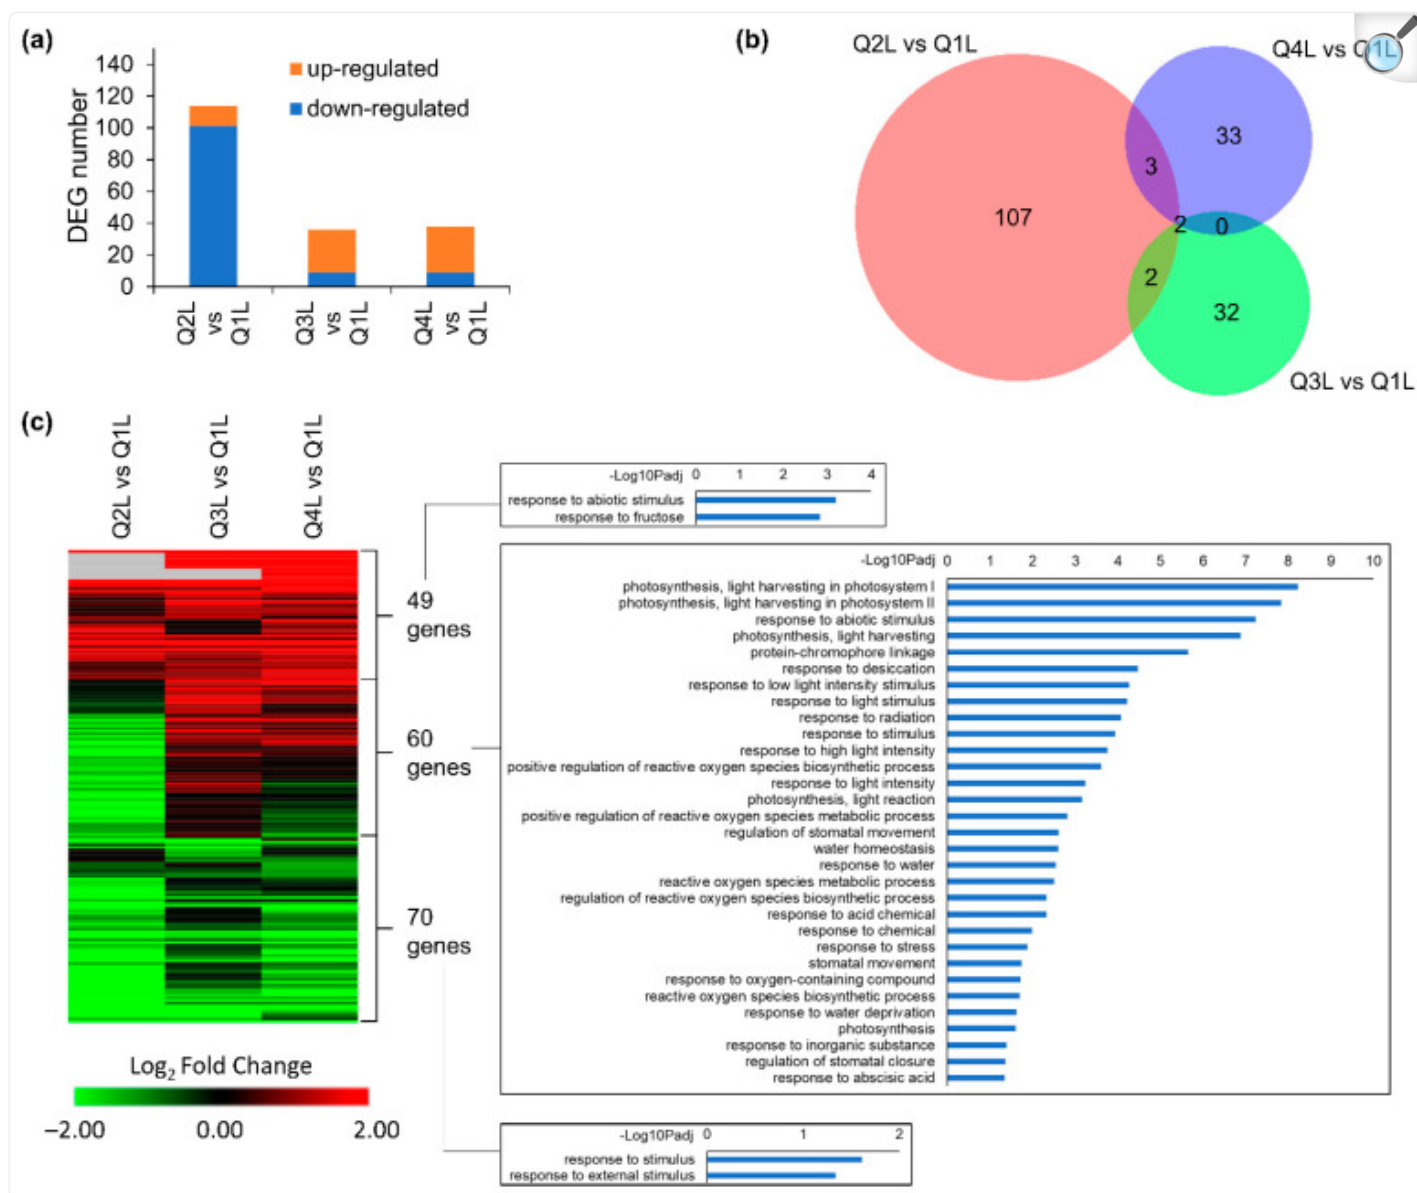 (a)
140
120
100
80
60
40
20
0
DEG number
up-regulated
down-regulated
Q2L vs Q1L
Q3L vs Q1L
Q4L vs Q1L
(b)
Q2L vs Q1L
Q4L vs Q1L
33
3
107
2
0
2
32
Q3L vs Q1L
(c)
Q2L vs Q1L
Q3L vs Q1L
Q4L vs Q1L
49
genes
60
genes
70
genes
Log2 Fold Change
−2.00 0.00 2.00
-Log10Padj 0 1 2 3 4
response to abiotic stimulus
response to fructose
-Log10Padj 0 1 2 3 4 5 6 7 8 9 10
photosynthesis, light harvesting in photosystem I
photosynthesis, light harvesting in photosystem II
response to abiotic stimulus
photosynthesis, light harvesting
protein-chromophore linkage
response to desiccation
response to low light intensity stimulus
response to light stimulus
response to radiation
response to stimulus
response to high light intensity
positive regulation of reactive oxygen species biosynthetic process
response to light intensity
photosynthesis, light reaction
positive regulation of reactive oxygen species metabolic process
regulation of stomatal movement
water homeostasis
response to water
reactive oxygen species metabolic process
regulation of reactive oxygen species biosynthetic process
response to acid chemical
response to chemical
response to stress
stomatal movement
response to oxygen-containing compound
reactive oxygen species biosynthetic process
response to water deprivation
photosynthesis
response to inorganic substance
regulation of stomatal closure
response to abscisic acid
-Log10Padj 0 1 2
response to stimulus
response to external stimulus